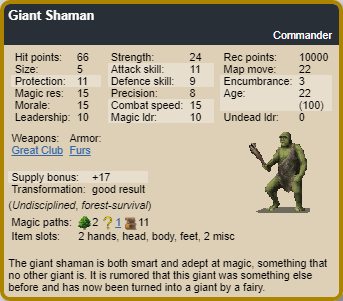 Giant Shaman
Commander
Hit points: 66 Strength: 24 Rec points: 10000
Size: 5 Attack skill: 11 Map move: 22
Protection: 11 Defence skill: 9 Encumbrance: 3
Magic res: 15 Precision: 8 Age: 22
Morale: 15 Combat speed: 15 (100)
Leadership: 10 Magic ldr: 10 Undead ldr: 0
Weapons: Armor:
Great Club Furs
Supply bonus: +17
Transformation: good result
(Undisciplined, forest-survival)
Magic paths: 2 ? 1 11
Item slots: 2 hands, head, body, feet, 2 misc
The giant shaman is both smart and adept at magic, something that
no other giant is. It is rumored that this giant was something else
before and has now been turned into a giant by a fairy.